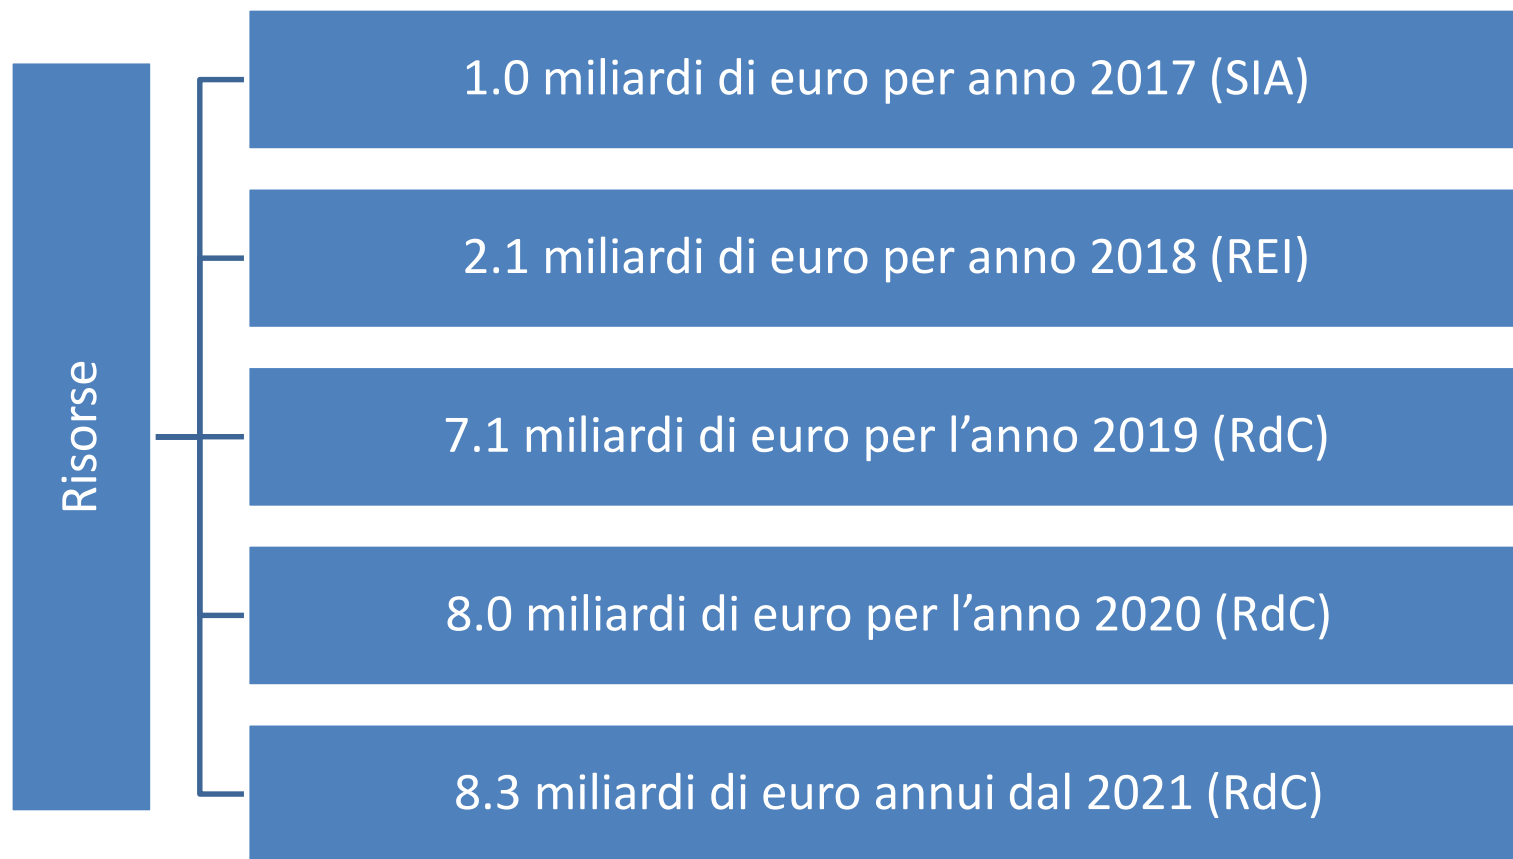 Risorse
1.0 miliardi di euro per anno 2017 (SIA)
2.1 miliardi di euro per anno 2018 (REI)
7.1 miliardi di euro per l’anno 2019 (RdC)
8.0 miliardi di euro per l’anno 2020 (RdC)
8.3 miliardi di euro annui dal 2021 (RdC)